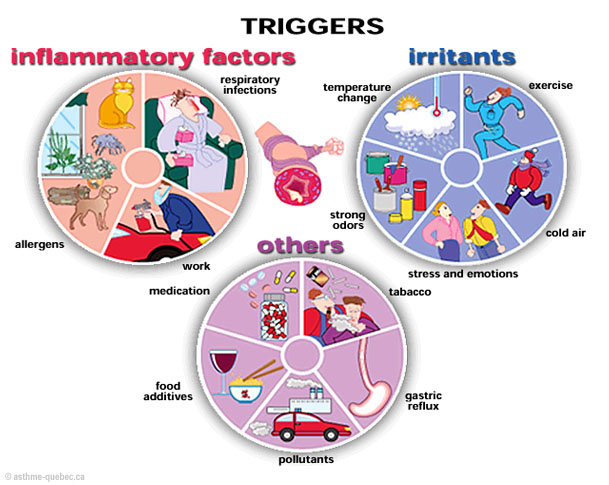 TRIGGERS
inflammatory factors
respiratory
infections
allergens
work
irritants
temperature
change
exercise
strong
odors
cold air
stress and emotions
others
medication
tabacco
food
additives
gastric
reflux
pollutants
© asthme-quebec.ca